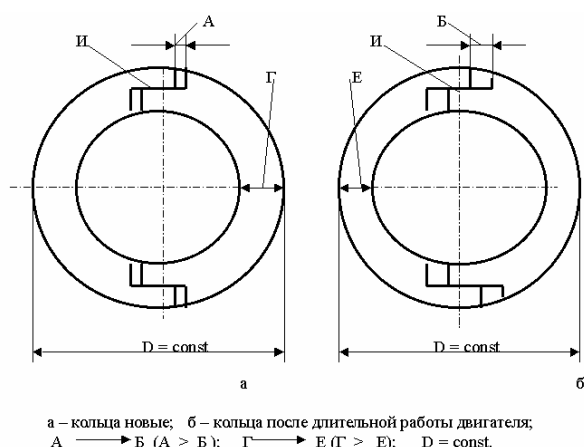 А
Б
И
И
Г
Е
D = const
D = const
а
б
а – кольца новые; б – кольца после длительной работы двигателя;
А Б (А > Б); Г Е (Г > Е); D = const.